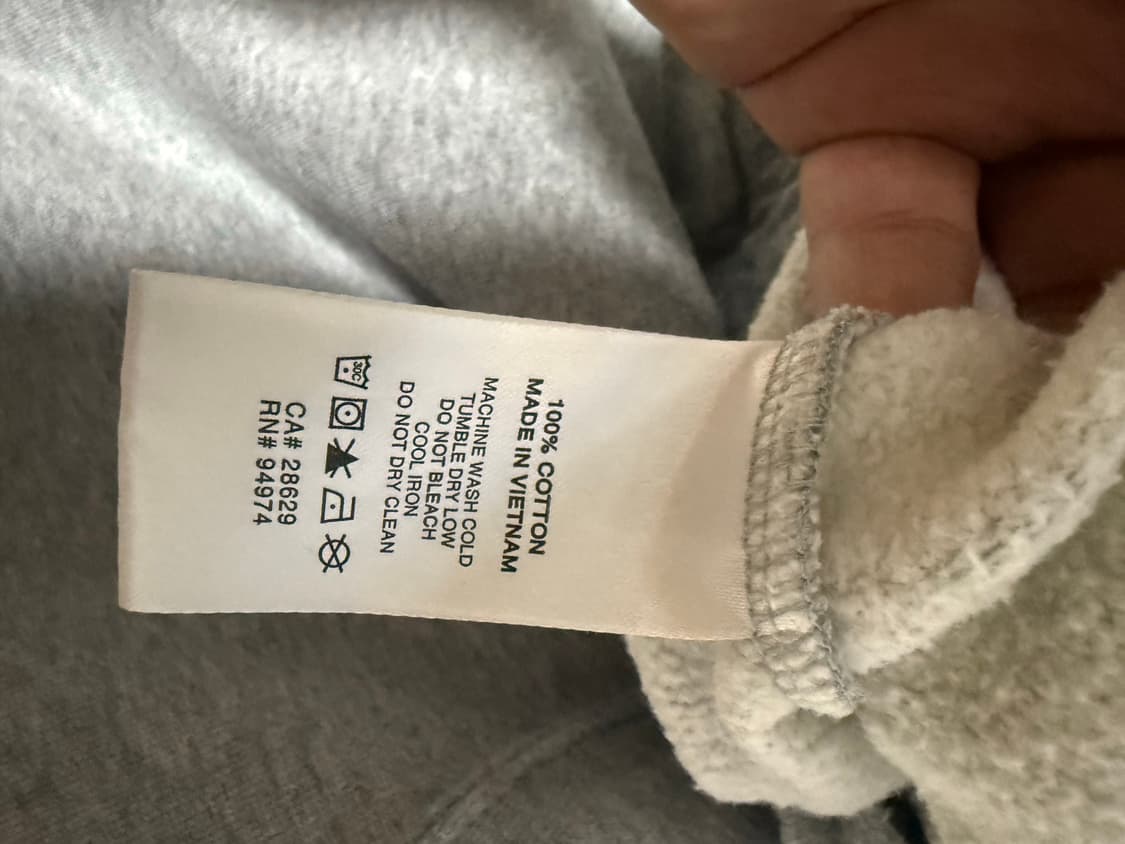 100% COTTON
MADE IN VIETNAM
MACHINE WASH COLD
TUMBLE DRY LOW
DO NOT BLEACH
COOL IRON
DO NOT DRY CLEAN
30C
CA# 28629
RN# 94974